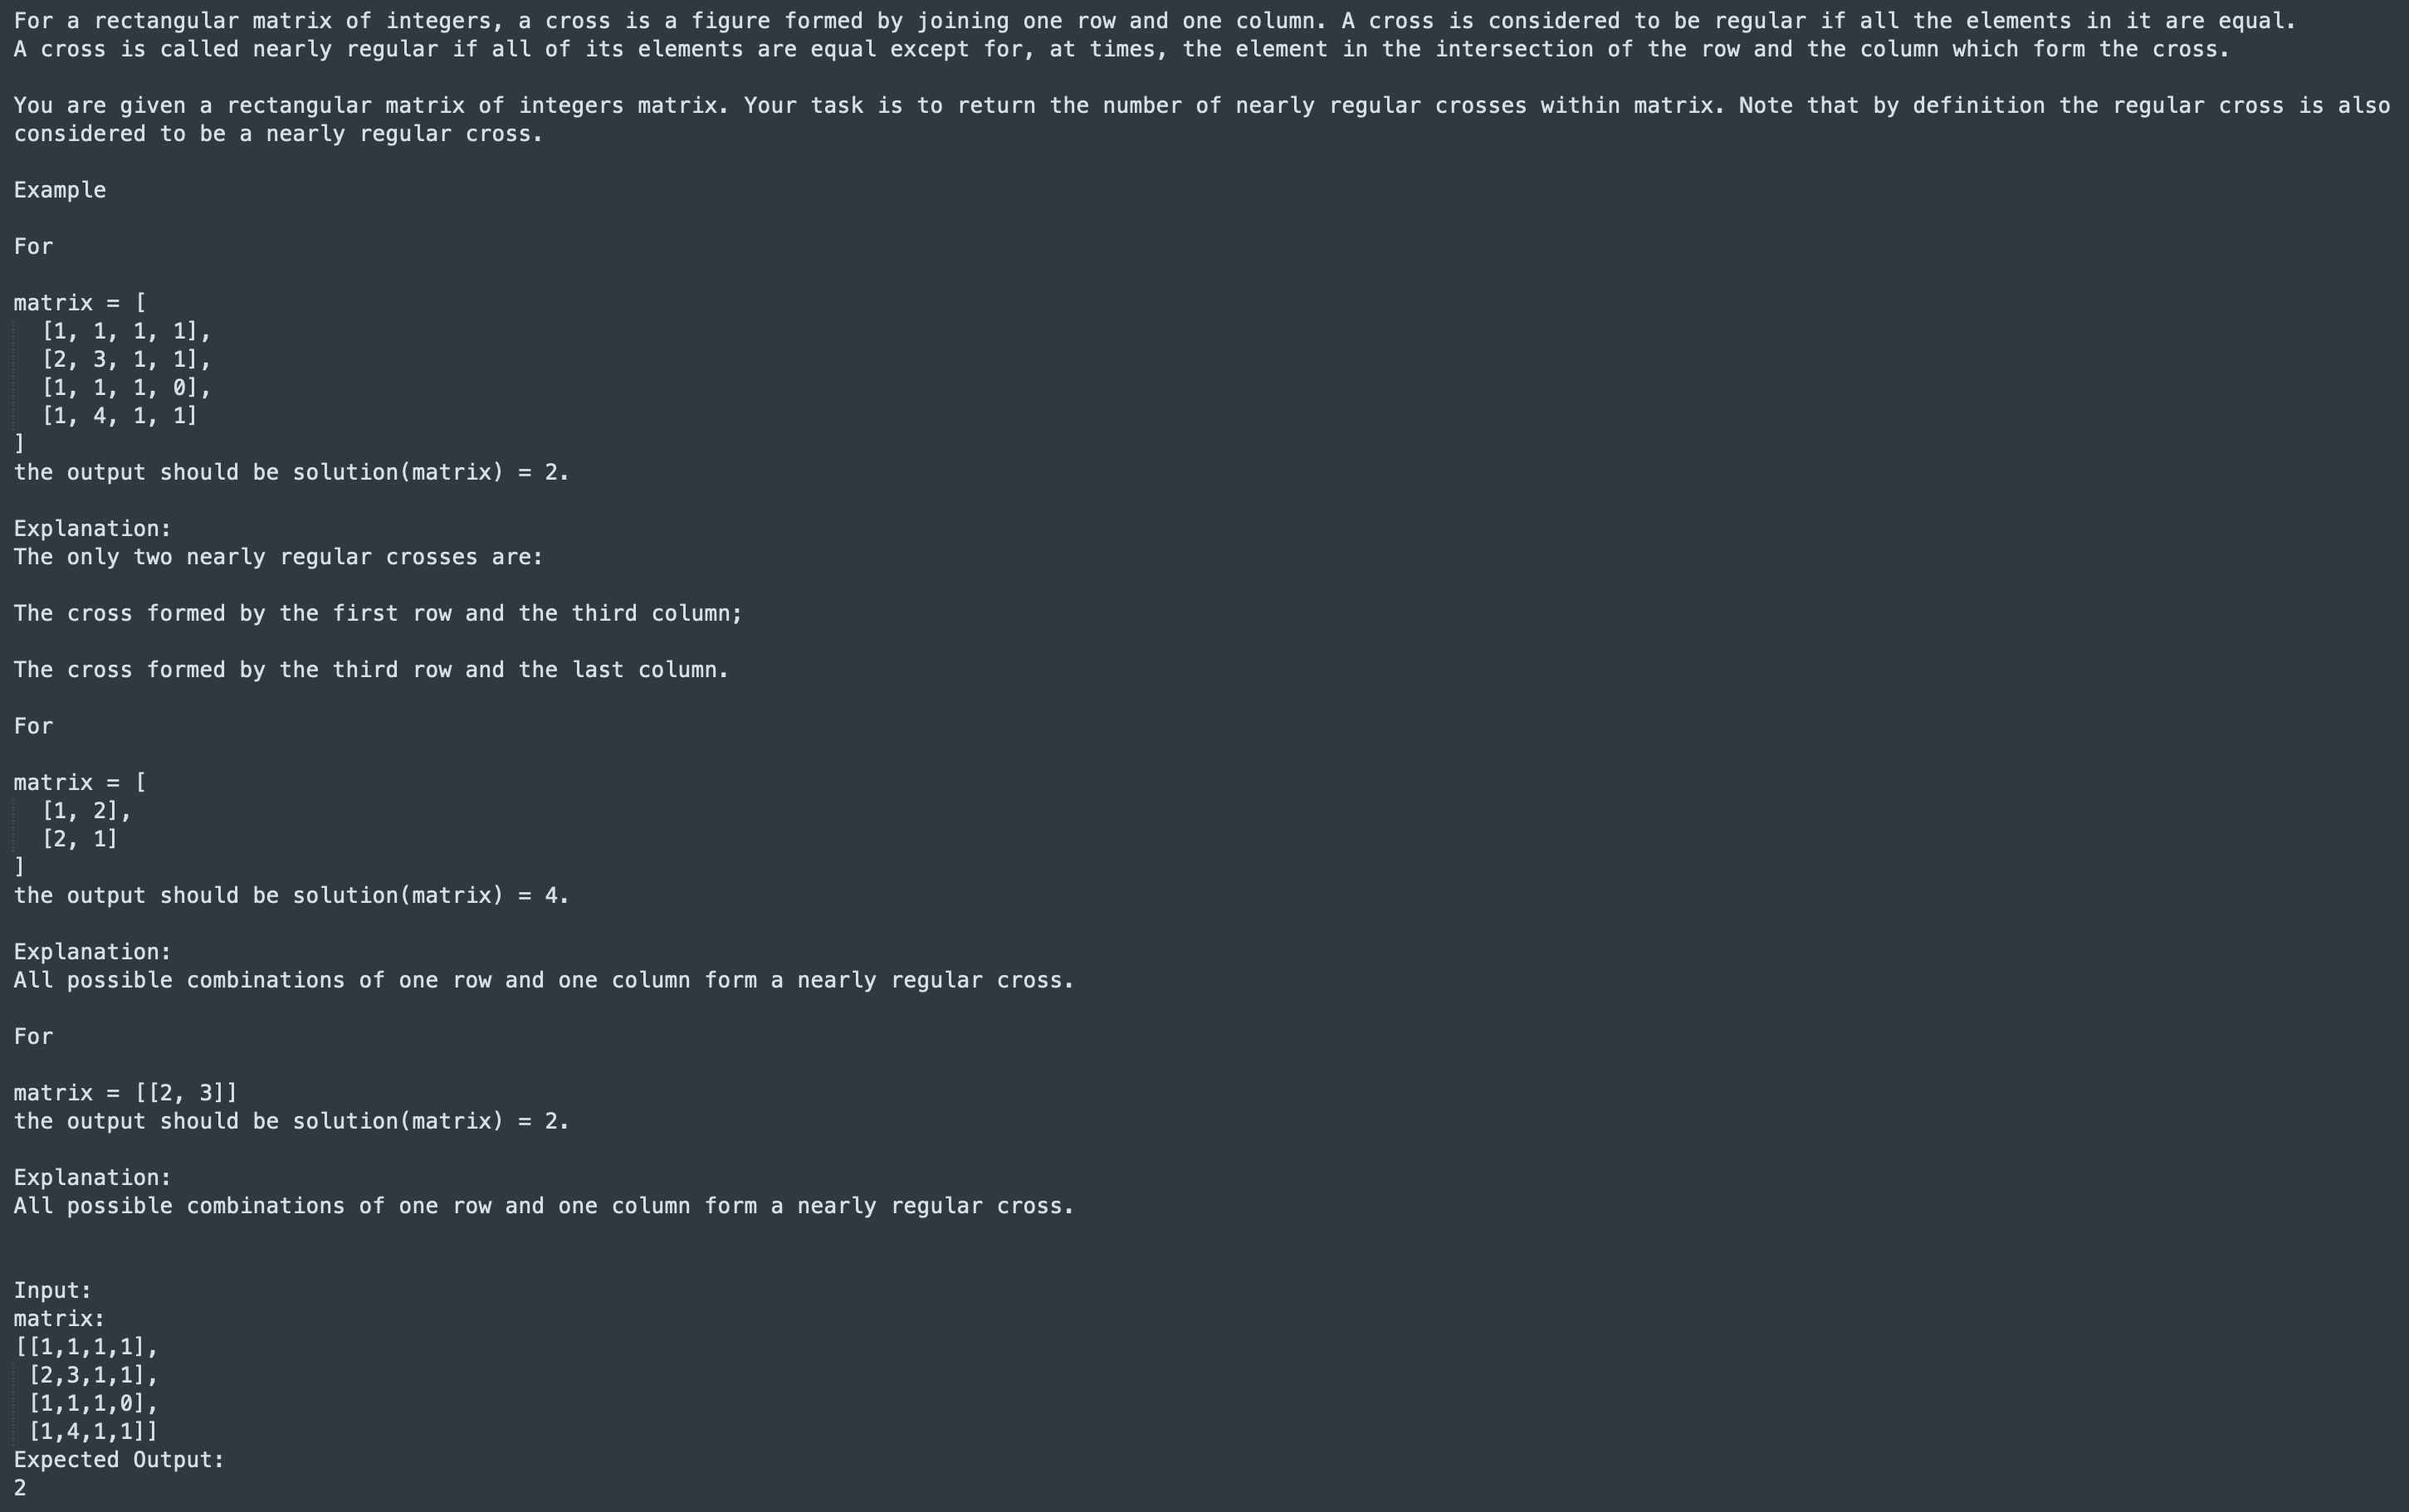 For a rectangular matrix of integers, a cross is a figure formed by joining one row and one column. A cross is considered to be regular if all the elements in it are equal.
A cross is called nearly regular if all of its elements are equal except for, at times, the element in the intersection of the row and the column which form the cross.

You are given a rectangular matrix of integers matrix. Your task is to return the number of nearly regular crosses within matrix. Note that by definition the regular cross is also
considered to be a nearly regular cross.

Example

For

matrix = [
  [1, 1, 1, 1],
  [2, 3, 1, 1],
  [1, 1, 1, 0],
  [1, 4, 1, 1]
]
the output should be solution(matrix) = 2.

Explanation:
The only two nearly regular crosses are:

The cross formed by the first row and the third column;

The cross formed by the third row and the last column.

For

matrix = [
  [1, 2],
  [2, 1]
]
the output should be solution(matrix) = 4.

Explanation:
All possible combinations of one row and one column form a nearly regular cross.

For

matrix = [[2, 3]]
the output should be solution(matrix) = 2.

Explanation:
All possible combinations of one row and one column form a nearly regular cross.


Input:
matrix:
[[1,1,1,1],
 [2,3,1,1],
 [1,1,1,0],
 [1,4,1,1]]
Expected Output:
2